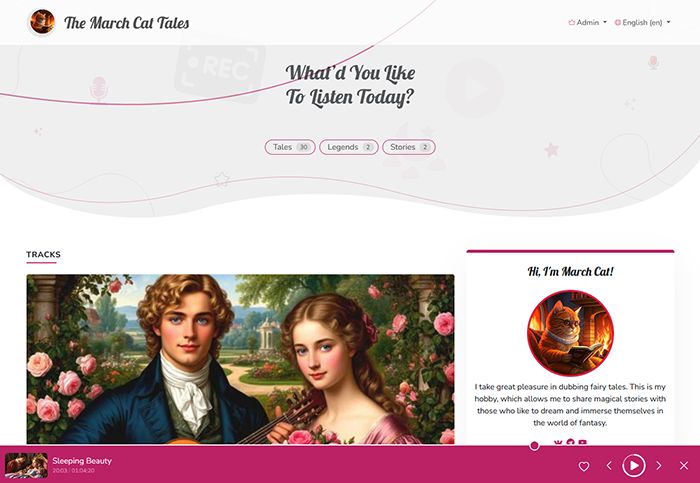 The March Cat Tales
Admin
English (en)
REC
What'd You Like
To Listen Today?
Tales 30
Legends 2
Stories 2
TRACKS
Hi, I'm March Cat!
I take great pleasure in dubbing fairy tales. This is my
hobby, which allows me to share magical stories with
those who like to dream and immerse themselves in
the world of fantasy.
Sleeping Beauty
20:03 / 01:04:20